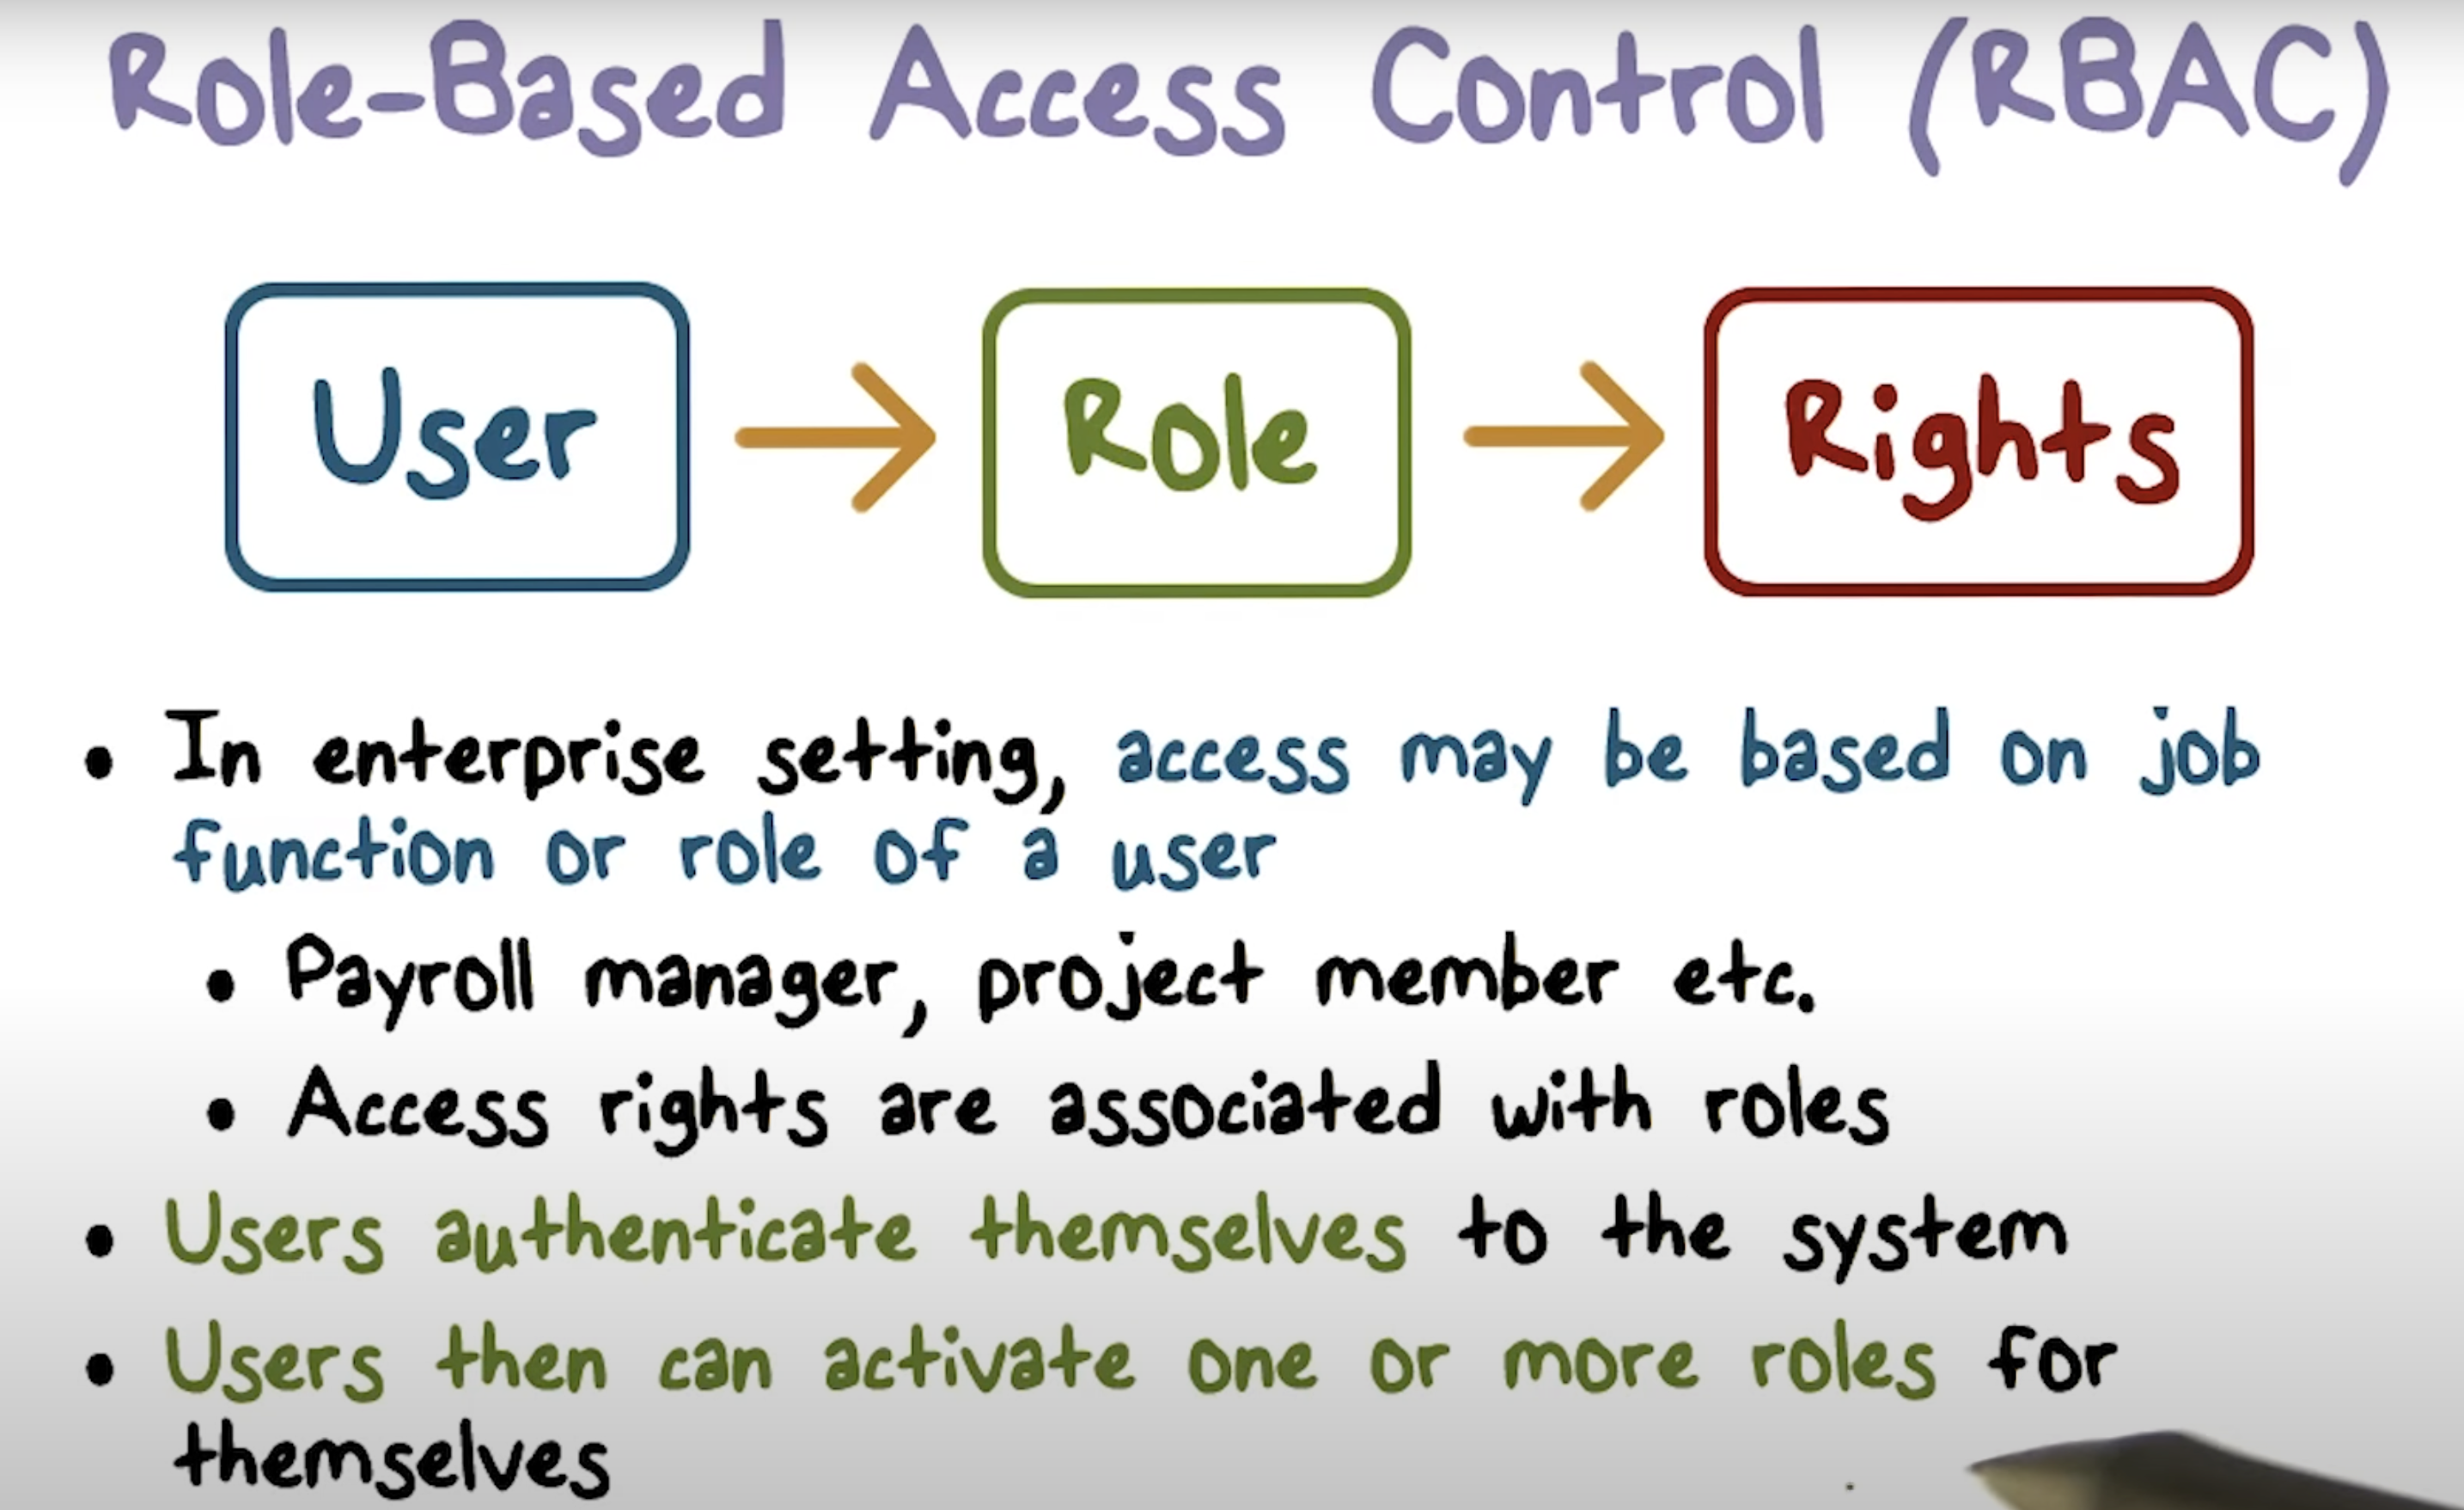 Role-Based Access Control (RBAC)
User
Role
Rights
• In enterprise setting, access may be based on job
function or role of a user
• Payroll manager, project member etc.
• Access rights are associated with roles
• Users authenticate themselves to the system
• Users then can activate one or more roles for
themselves